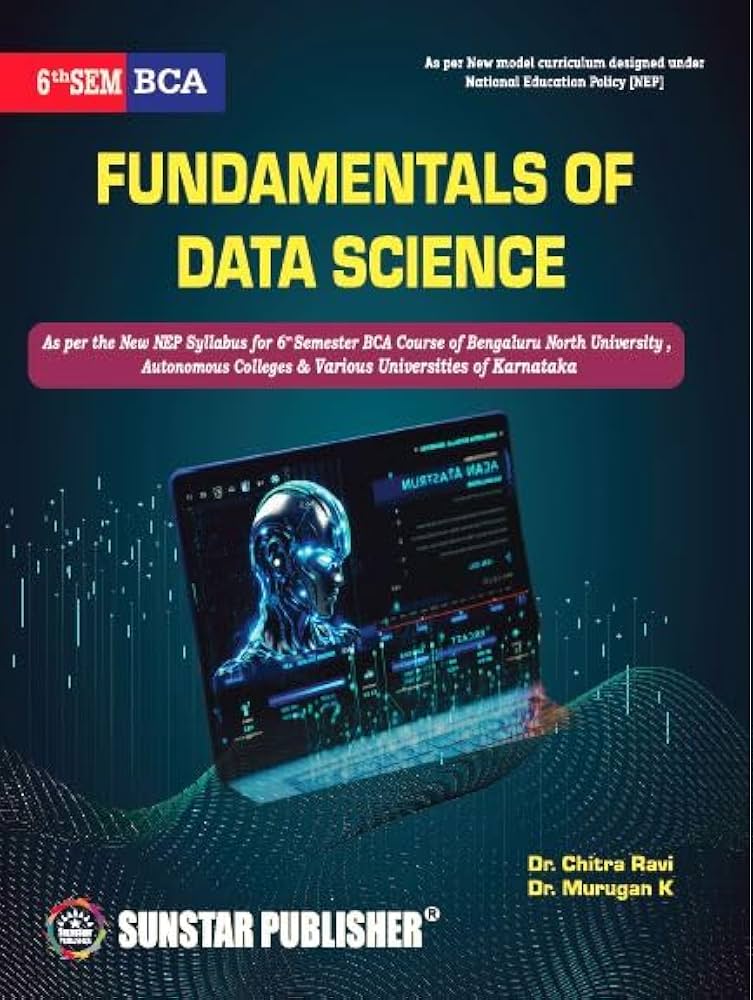 6thSEM BCA
As per New model curriculum designed under
National Education Policy [NEP]
FUNDAMENTALS OF
DATA SCIENCE
As per the New NEP Syllabus for 6th Semester BCA Course of Bengaluru North University ,
Autonomous Colleges & Various Universities of Karnataka
Dr. Chitra Ravi
Dr. Murugan K
SUNSTAR PUBLISHER®